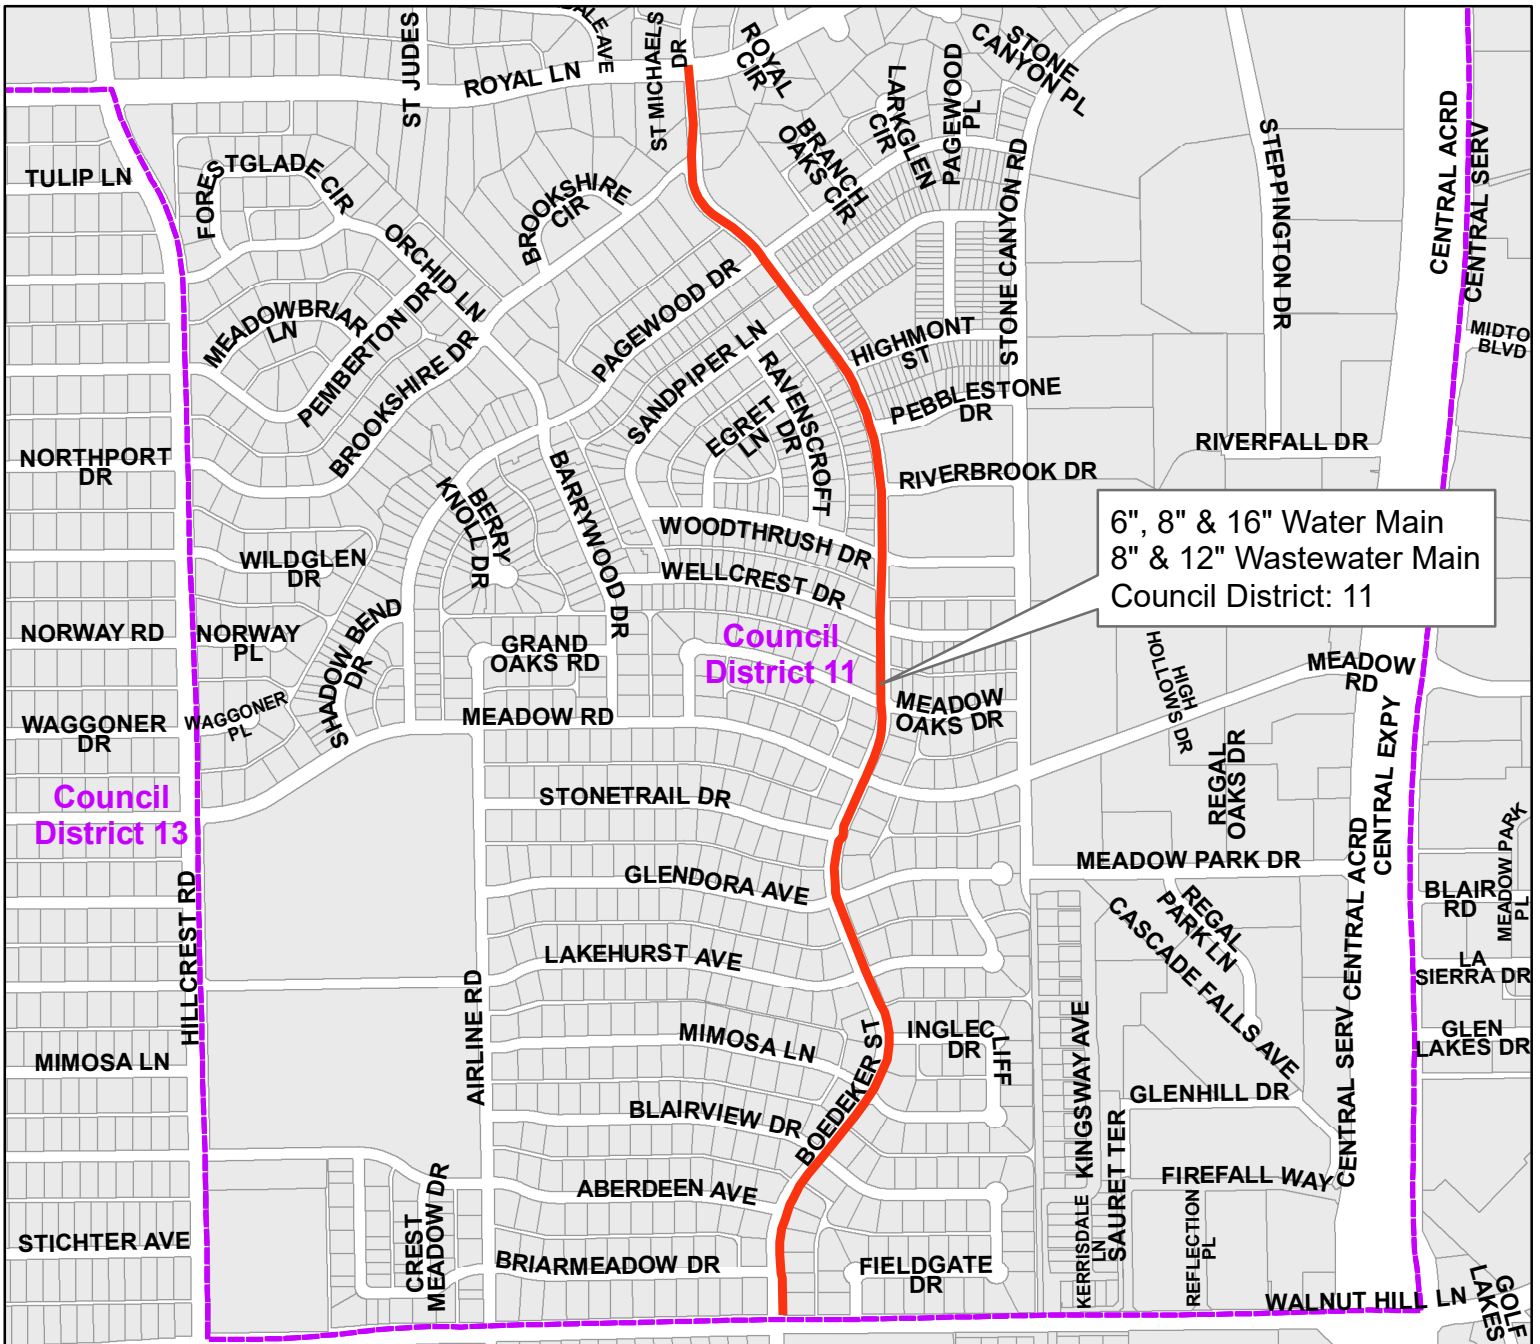 DALE AVE
ST MICHAELS
DR
ROYAL
CIR
STONE
CANYON PL
ST JUDES
ROYAL LN
LARKGLEN
CIR
PAGEWOOD
PL
BRANCH
OAKS CIR
STEPPINGTON DR
CENTRAL ACRD
CENTRAL SERV
TULIP LN
FORESTGLADE CIR
BROOKSHIRE
CIR
ORCHID LN
STONE CANYON RD
MEADOWBRIAR
LN
PEMBERTON DR
BROOKSHIRE DR
PAGEWOOD DR
SANDPIPER LN
RAVENSCROFT
DR
EGRET
LN
HIGHMONT
ST
PEBBLESTONE
DR
MIDTO
BLVD
NORTHPORT
DR
RIVERFALL DR
RIVERBROOK DR
BERRY
KNOLL DR
BARRYWOOD DR
WOODTHRUSH DR
WELLCREST DR
6", 8" & 16" Water Main
8" & 12" Wastewater Main
Council District: 11
WILDGLEN
DR
NORWAY RD
NORWAY
PL
SHADOW BEND
DR
GRAND
OAKS RD
Council
District 11
HIGH
HOLLOWS DR
MEADOW
RD
WAGGONER
DR
WAGGONER
PL
MEADOW RD
MEADOW
OAKS DR
REGAL
OAKS DR
CENTRAL EXPY
Council
District 13
STONETRAIL DR
MEADOW PARK DR
MEADOW PARK
PL
GLENDORA AVE
REGAL
PARK LN
CASCADE FALLS AVE
CENTRAL ACRD
BLAIR
RD
HILLCREST RD
LAKEHURST AVE
LA
SIERRA DR
AIRLINE RD
MIMOSA LN
MIMOSA LN
BOEDEKER ST
INGLEC
LIFF
DR
KINGSWAY AVE
CENTRAL SERV
GLEN
LAKES DR
BLAIRVIEW DR
GLENHILL DR
SAURET TER
ABERDEEN AVE
FIREFALL WAY
CREST
MEADOW DR
STICHTER AVE
BRIARMEADOW DR
FIELDGATE
DR
KERRISDALE
LN
REFLECTION
PL
WALNUT HILL LN
GOLF
LAKES